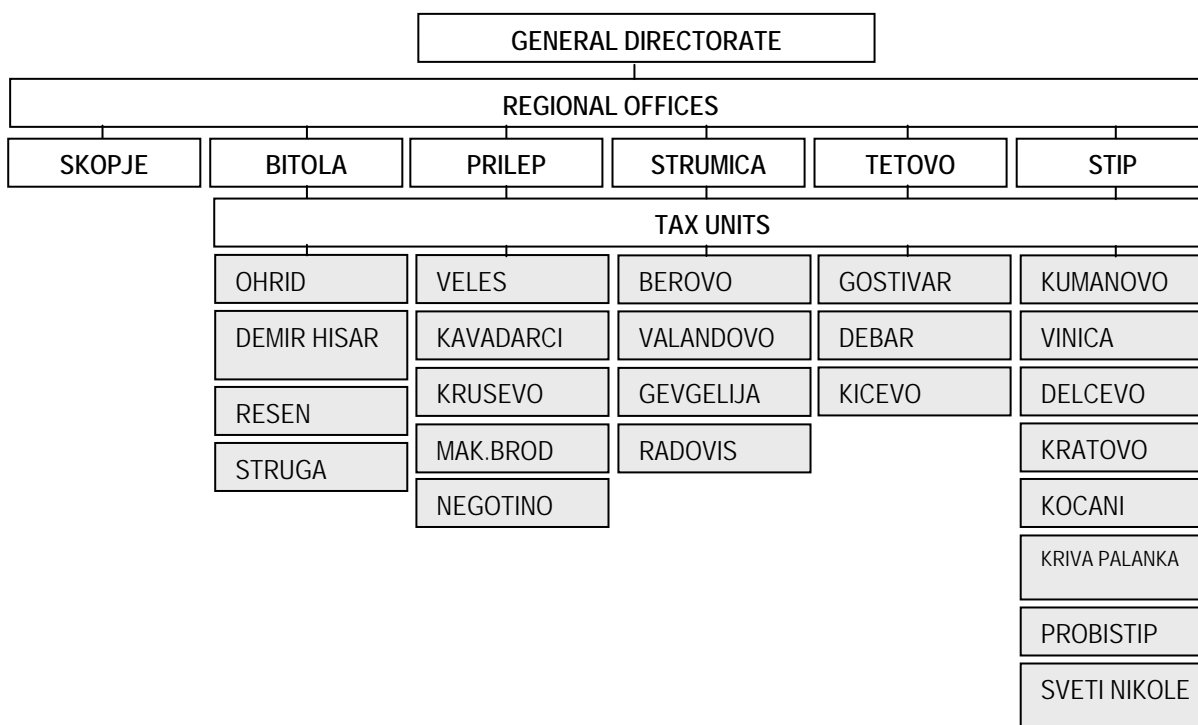 GENERAL DIRECTORATE
REGIONAL OFFICES
SKOPJE
BITOLA
PRILEP
STRUMICA
TETOVO
STIP
TAX UNITS
OHRID
DEMIR HISAR
RESEN
STRUGA
VELES
KAVADARCI
KRUSEVO
MAK.BROD
NEGOTINO
BEROVO
VALANDOVO
GEVGELIJA
RADOVIS
GOSTIVAR
DEBAR
KICEVO
KUMANOVO
VINICA
DELCEVO
KRATOVO
KOCANI
KRIVA PALANKA
PROBISTIP
SVETI NIKOLE